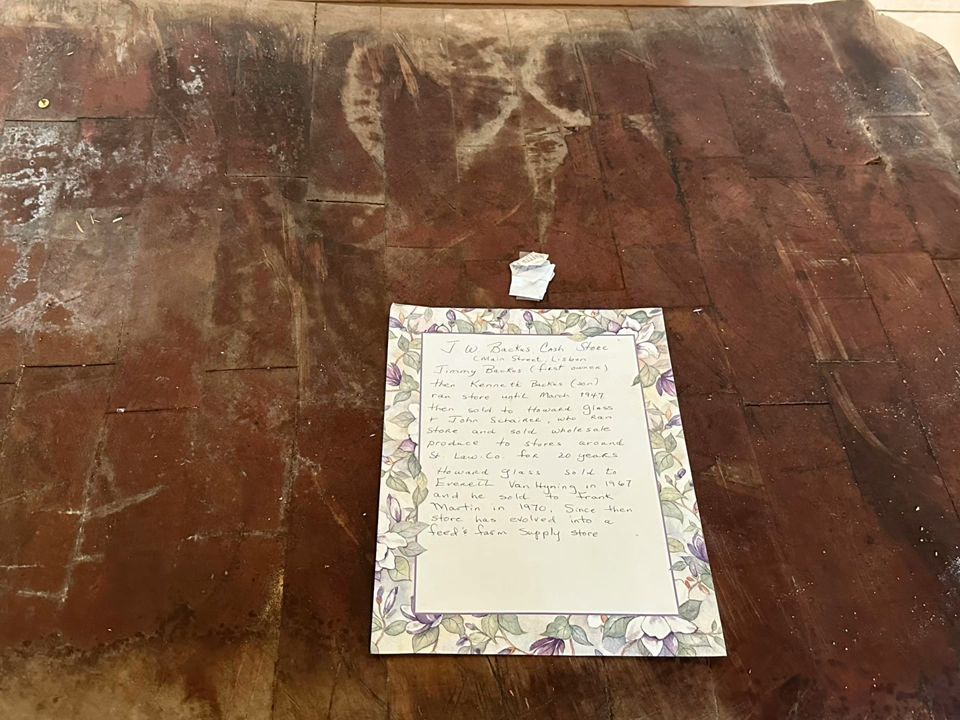 J W. Backus Cash Store
(Main Street, Lisbon
Jimmy Backus (first owner)
then Kenneth Backus (son)
ran store until March 1947
then sold to Howard Glass
John Schairer, who ran
store and sold wholesale
produce to stores around
St. Law. Co. for 20 years
Howard Glass sold to
Everett Van Hyning in 1967
and he sold to Frank
Martin in 1970. Since then
store has evolved into a
feed & farm Supply store